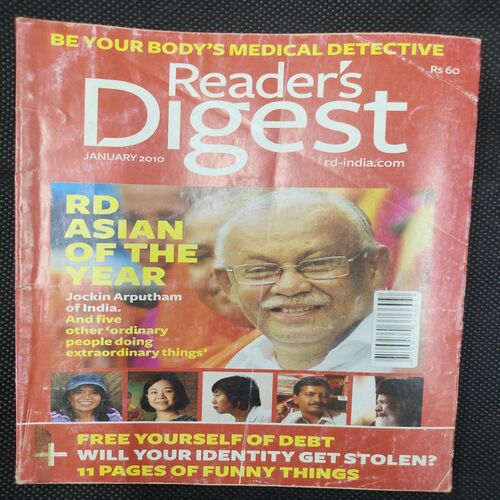 BE YOUR BODY'S MEDICAL DETECTIVE
Reader's
Rs 60
Digest
JANUARY 2010
rd-india.com
RD
ASIAN
OF THE
YEAR
Jockin Arputham
of India.
And five
other 'ordinary
people doing
extraordinary things'
FREE YOURSELF OF DEBT
WILL YOUR IDENTITY GET STOLEN?
11 PAGES OF FUNNY THINGS